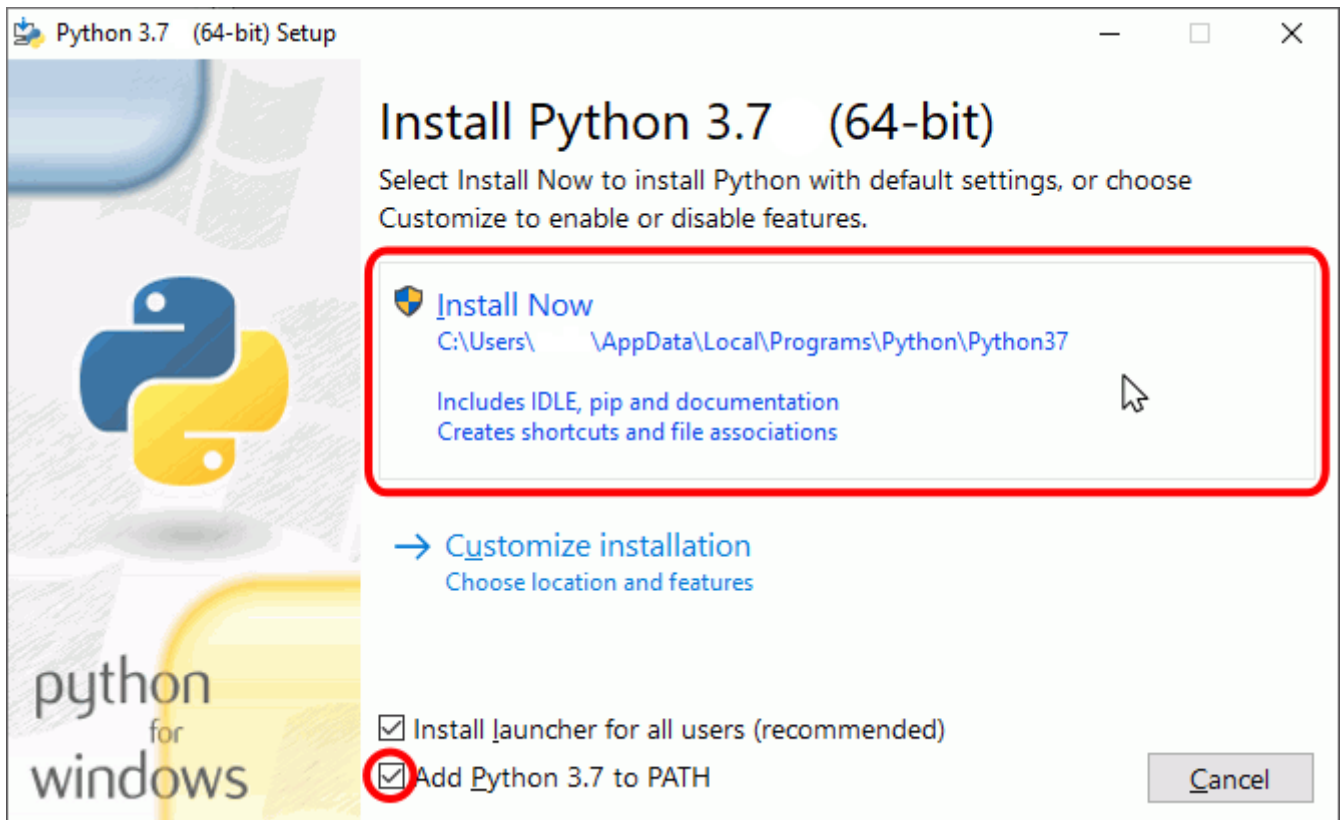 Python 3.7 (64-bit) Setup
Install Python 3.7 (64-bit)
Select Install Now to install Python with default settings, or choose
Customize to enable or disable features.
Install Now
C:\Users\ \AppData\Local\Programs\Python\Python37
Includes IDLE, pip and documentation
Creates shortcuts and file associations
Customize installation
Choose location and features
python
for
windows
Install launcher for all users (recommended)
Add Python 3.7 to PATH
Cancel